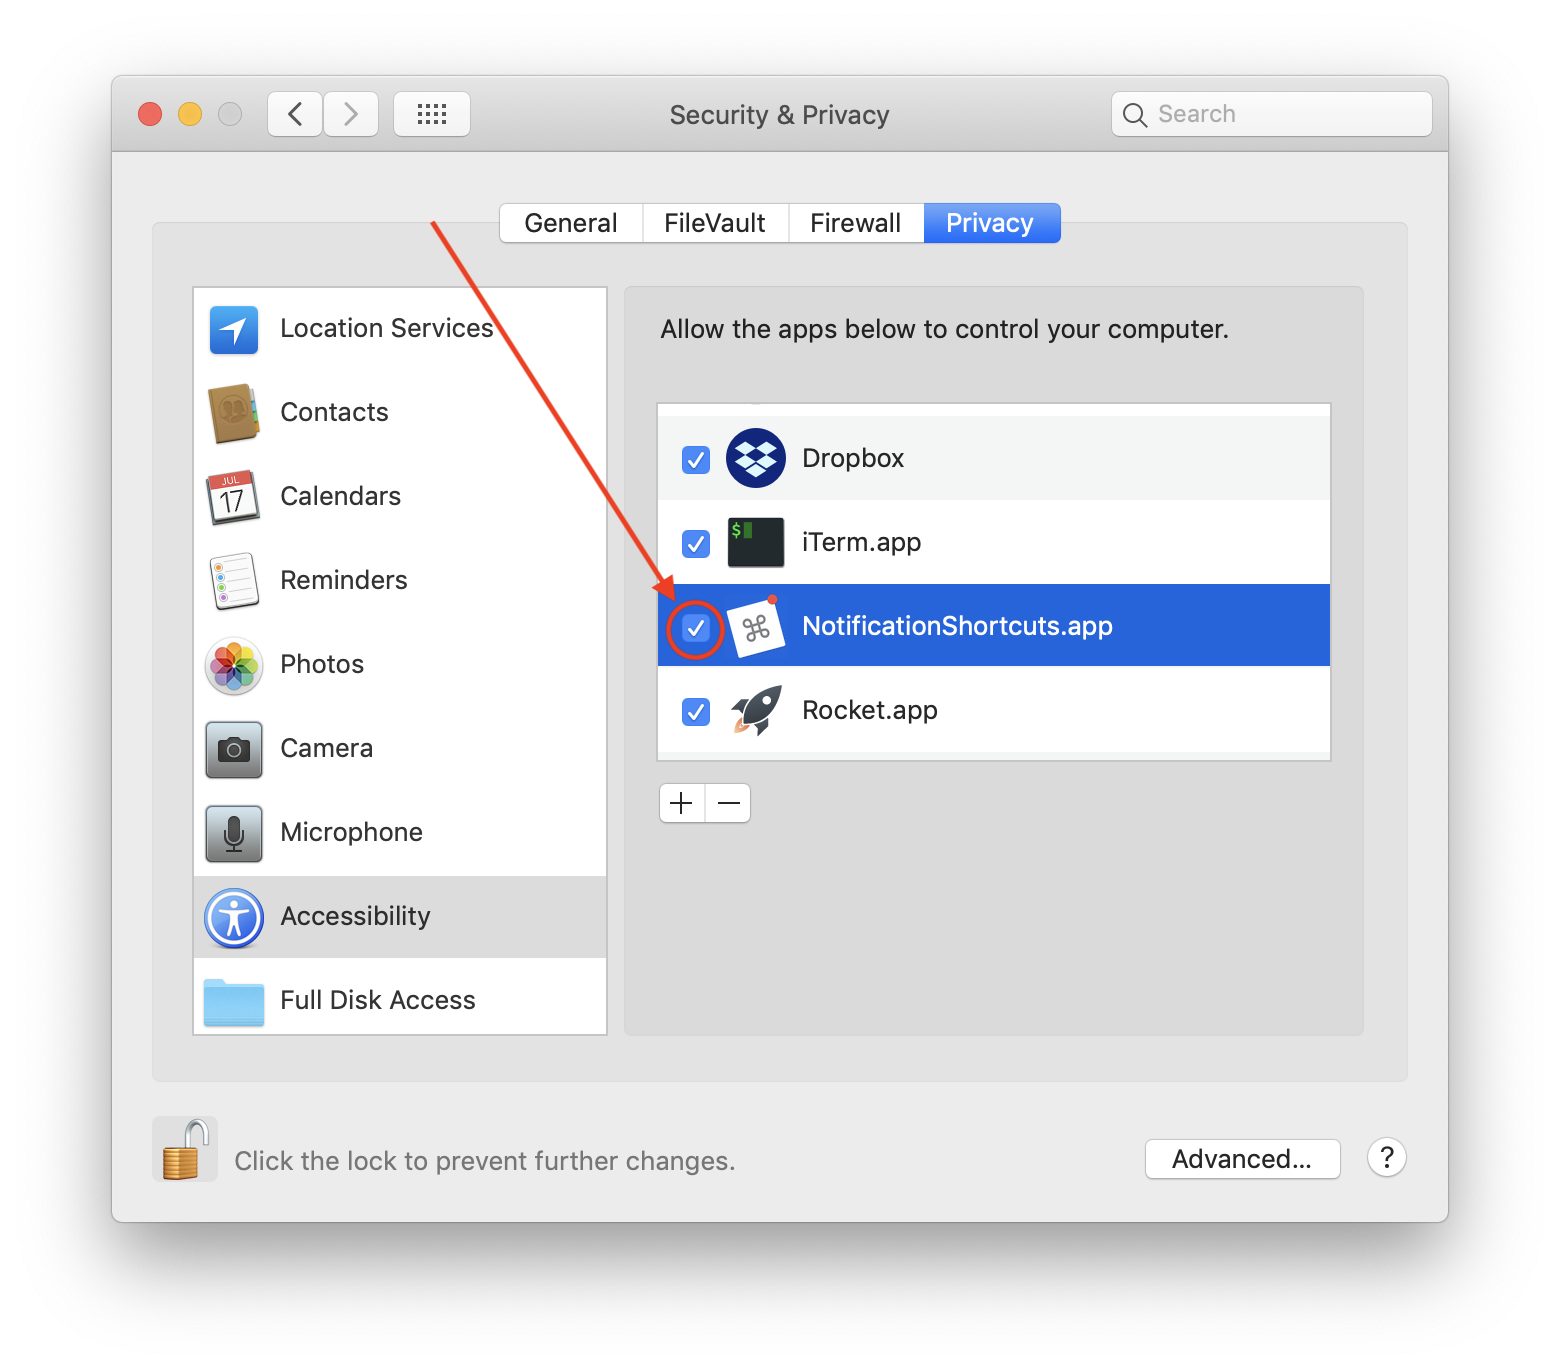 Security & Privacy
Search
General
FileVault
Firewall
Privacy
Location Services
Contacts
JUL
17
Calendars
Reminders
Photos
Camera
Microphone
Accessibility
Full Disk Access
Allow the apps below to control your computer.
Dropbox
$
iTerm.app
⌘
NotificationShortcuts.app
Rocket.app
Click the lock to prevent further changes.
Advanced...
?